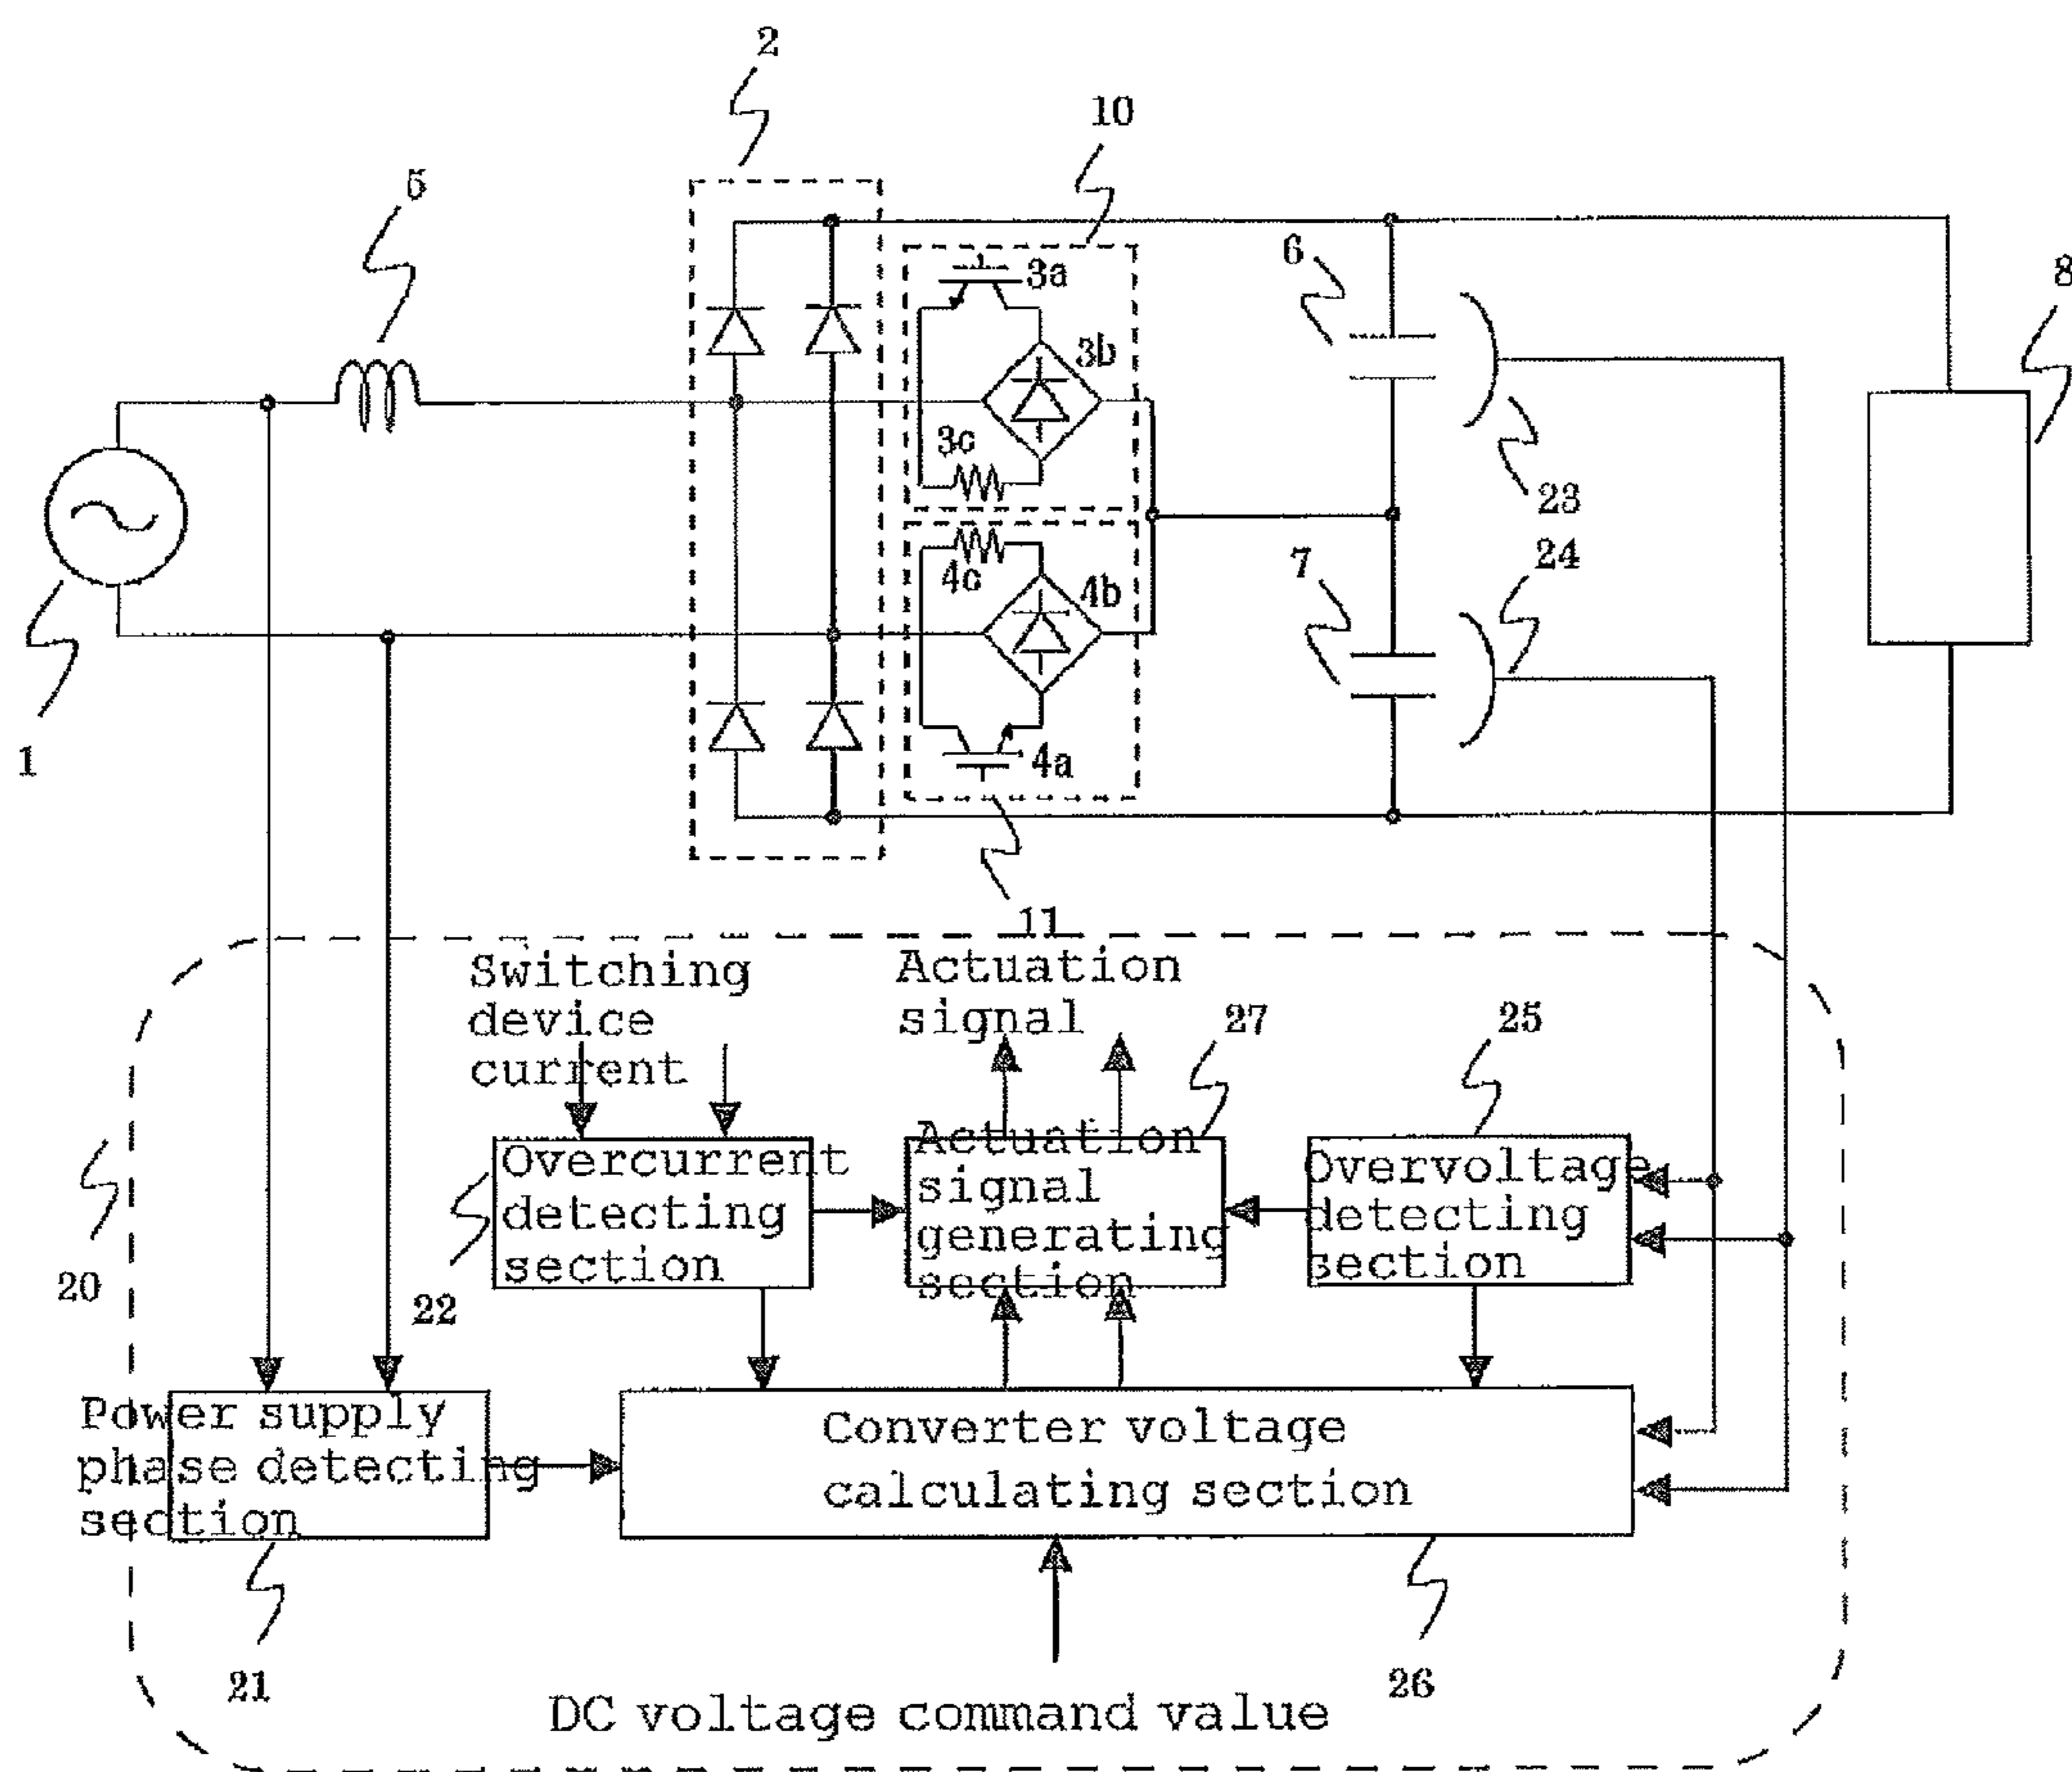 2
10
5
3a
6
8
3b
3c
23
4c
7
24
4b
4a
1
11
Switching
device
current
Actuation
signal
27
25
Overcurrent
detecting
section
Actuation
signal
generating
section
Overvoltage
detecting
section
20
22
Power supply
phase detecting
section
Converter voltage
calculating section
21
26
DC voltage command value